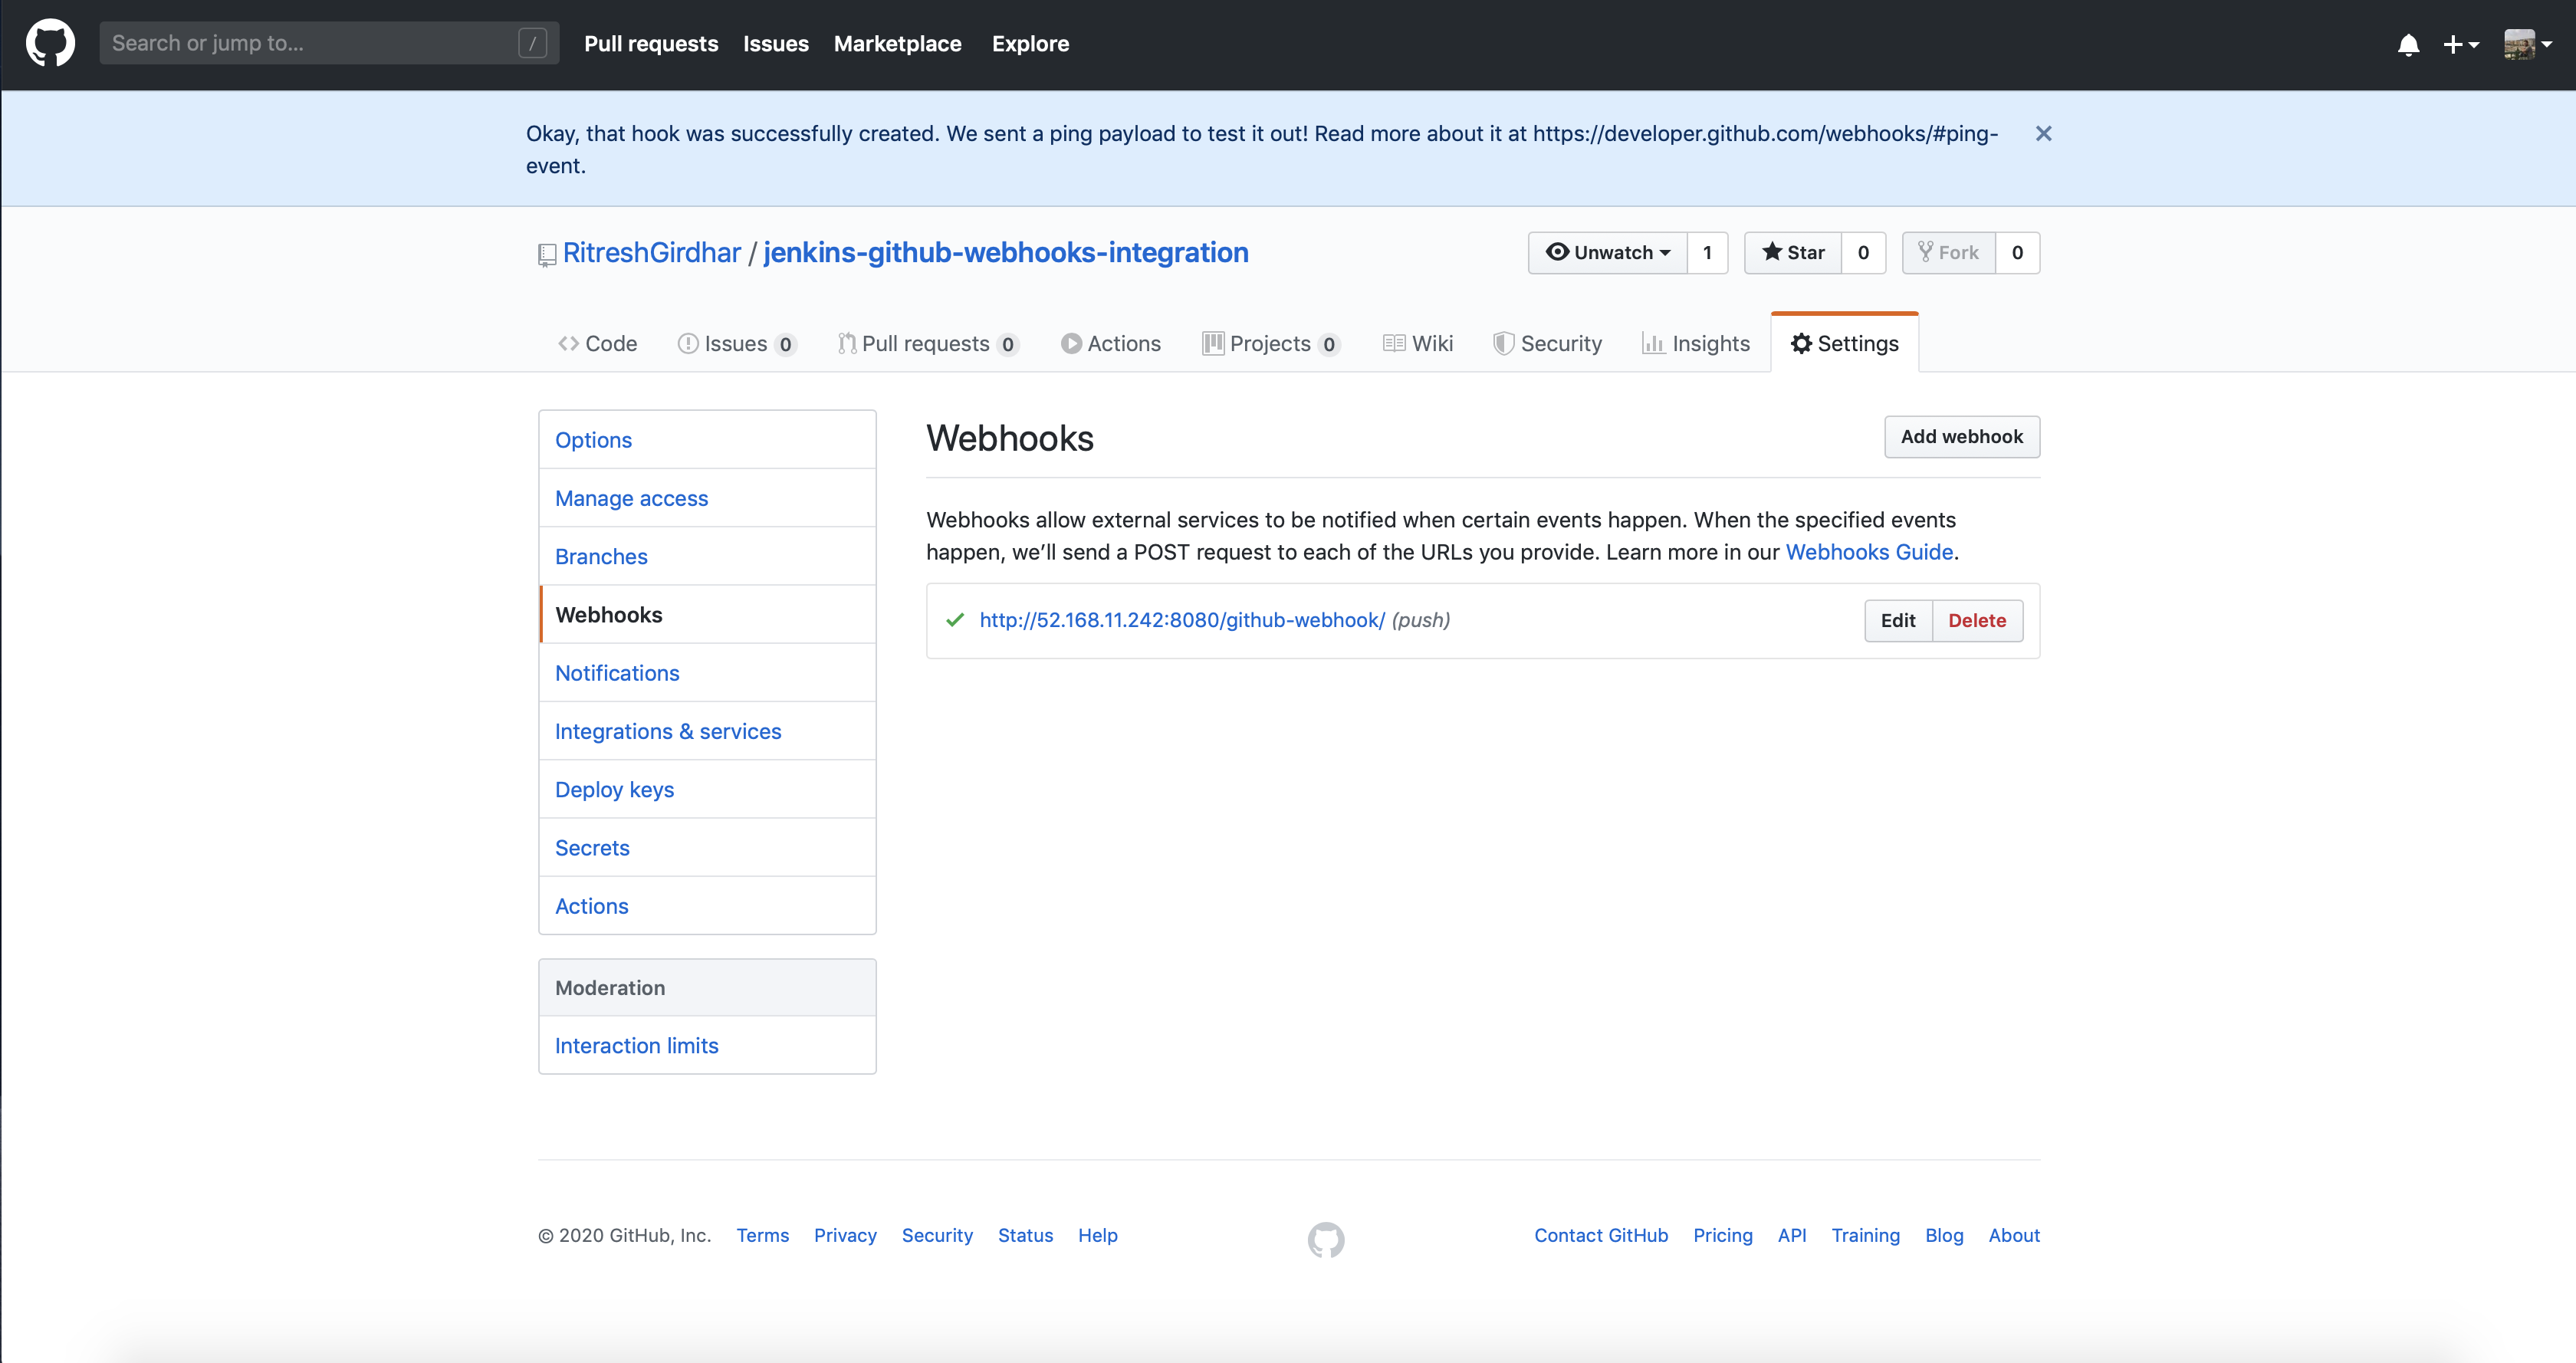 Search or jump to... / Pull requests Issues Marketplace Explore
Okay, that hook was successfully created. We sent a ping payload to test it out! Read more about it at https://developer.github.com/webhooks/#ping-
event.
RitreshGirdhar / jenkins-github-webhooks-integration Unwatch 1 Star 0 Fork 0
Code Issues 0 Pull requests 0 Actions Projects 0 Wiki Security Insights Settings
Options
Manage access
Branches
Webhooks
Notifications
Integrations & services
Deploy keys
Secrets
Actions
Moderation
Interaction limits
Webhooks Add webhook
Webhooks allow external services to be notified when certain events happen. When the specified events
happen, we’ll send a POST request to each of the URLs you provide. Learn more in our Webhooks Guide.
http://52.168.11.242:8080/github-webhook/ (push) Edit Delete
© 2020 GitHub, Inc. Terms Privacy Security Status Help Contact GitHub Pricing API Training Blog About